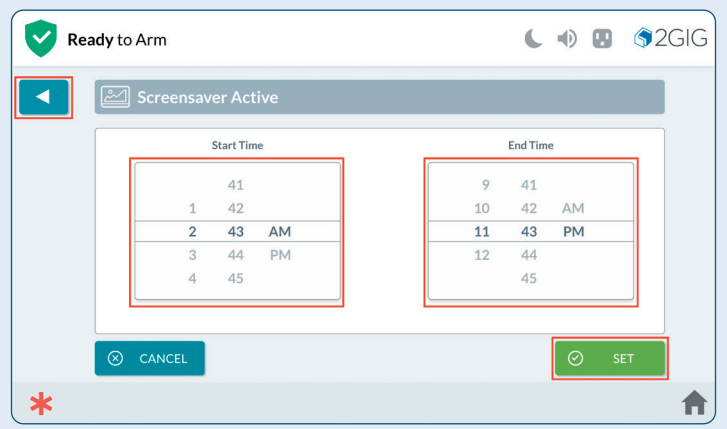 Ready to Arm
2GIG
Screensaver Active
Start Time
End Time
41
9 41
1 42
10 42 AM
2 43 AM
11 43 PM
3 44 PM
12 44
4 45
45
CANCEL
SET